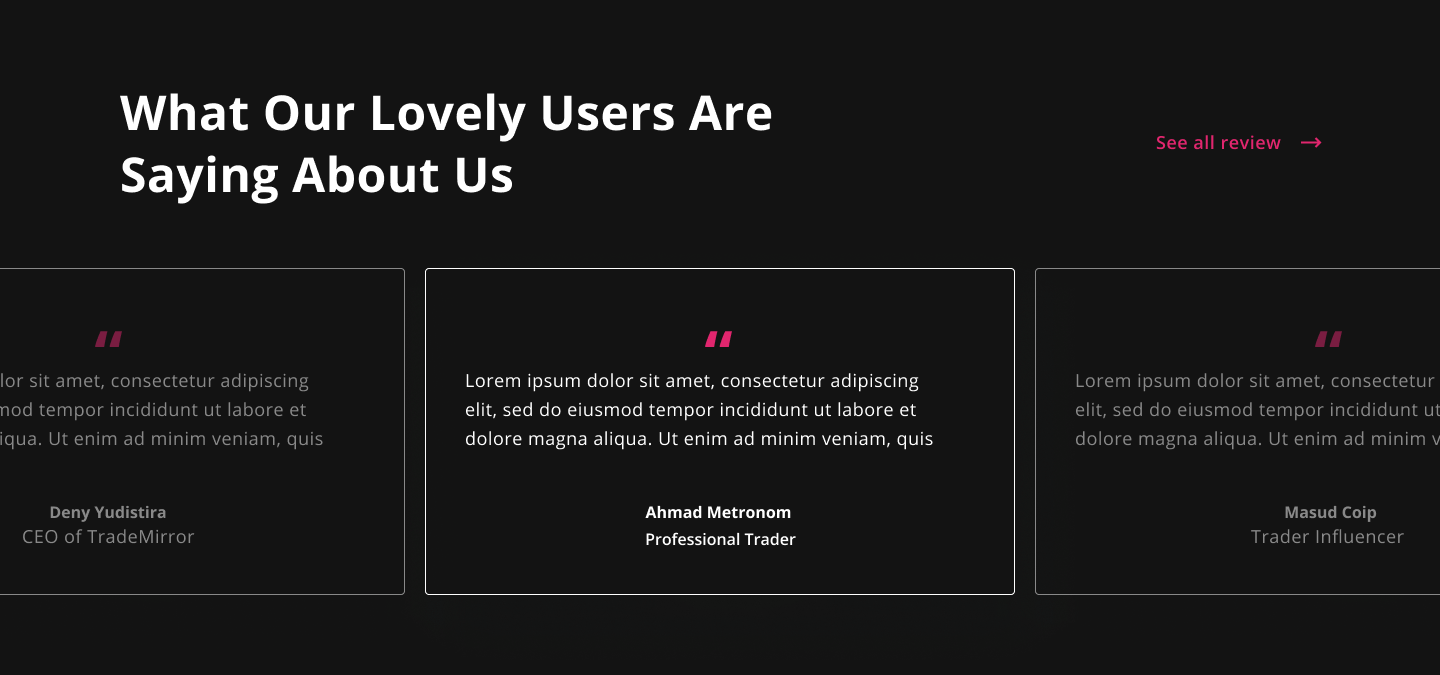 What Our Lovely Users Are
Saying About Us
See all review
“
sit amet, consectetur adipiscing
tempor incididunt ut labore et
Ut enim ad minim veniam, quis
Deny Yudistira
CEO of TradeMirror
“
Lorem ipsum dolor sit amet, consectetur adipiscing
elit, sed do eiusmod tempor incididunt ut labore et
dolore magna aliqua. Ut enim ad minim veniam, quis
Ahmad Metronom
Professional Trader
“
Lorem ipsum dolor sit amet, consectetur
elit, sed do eiusmod tempor incididunt ut
dolore magna aliqua. Ut enim ad minim
Masud Coip
Trader Influencer